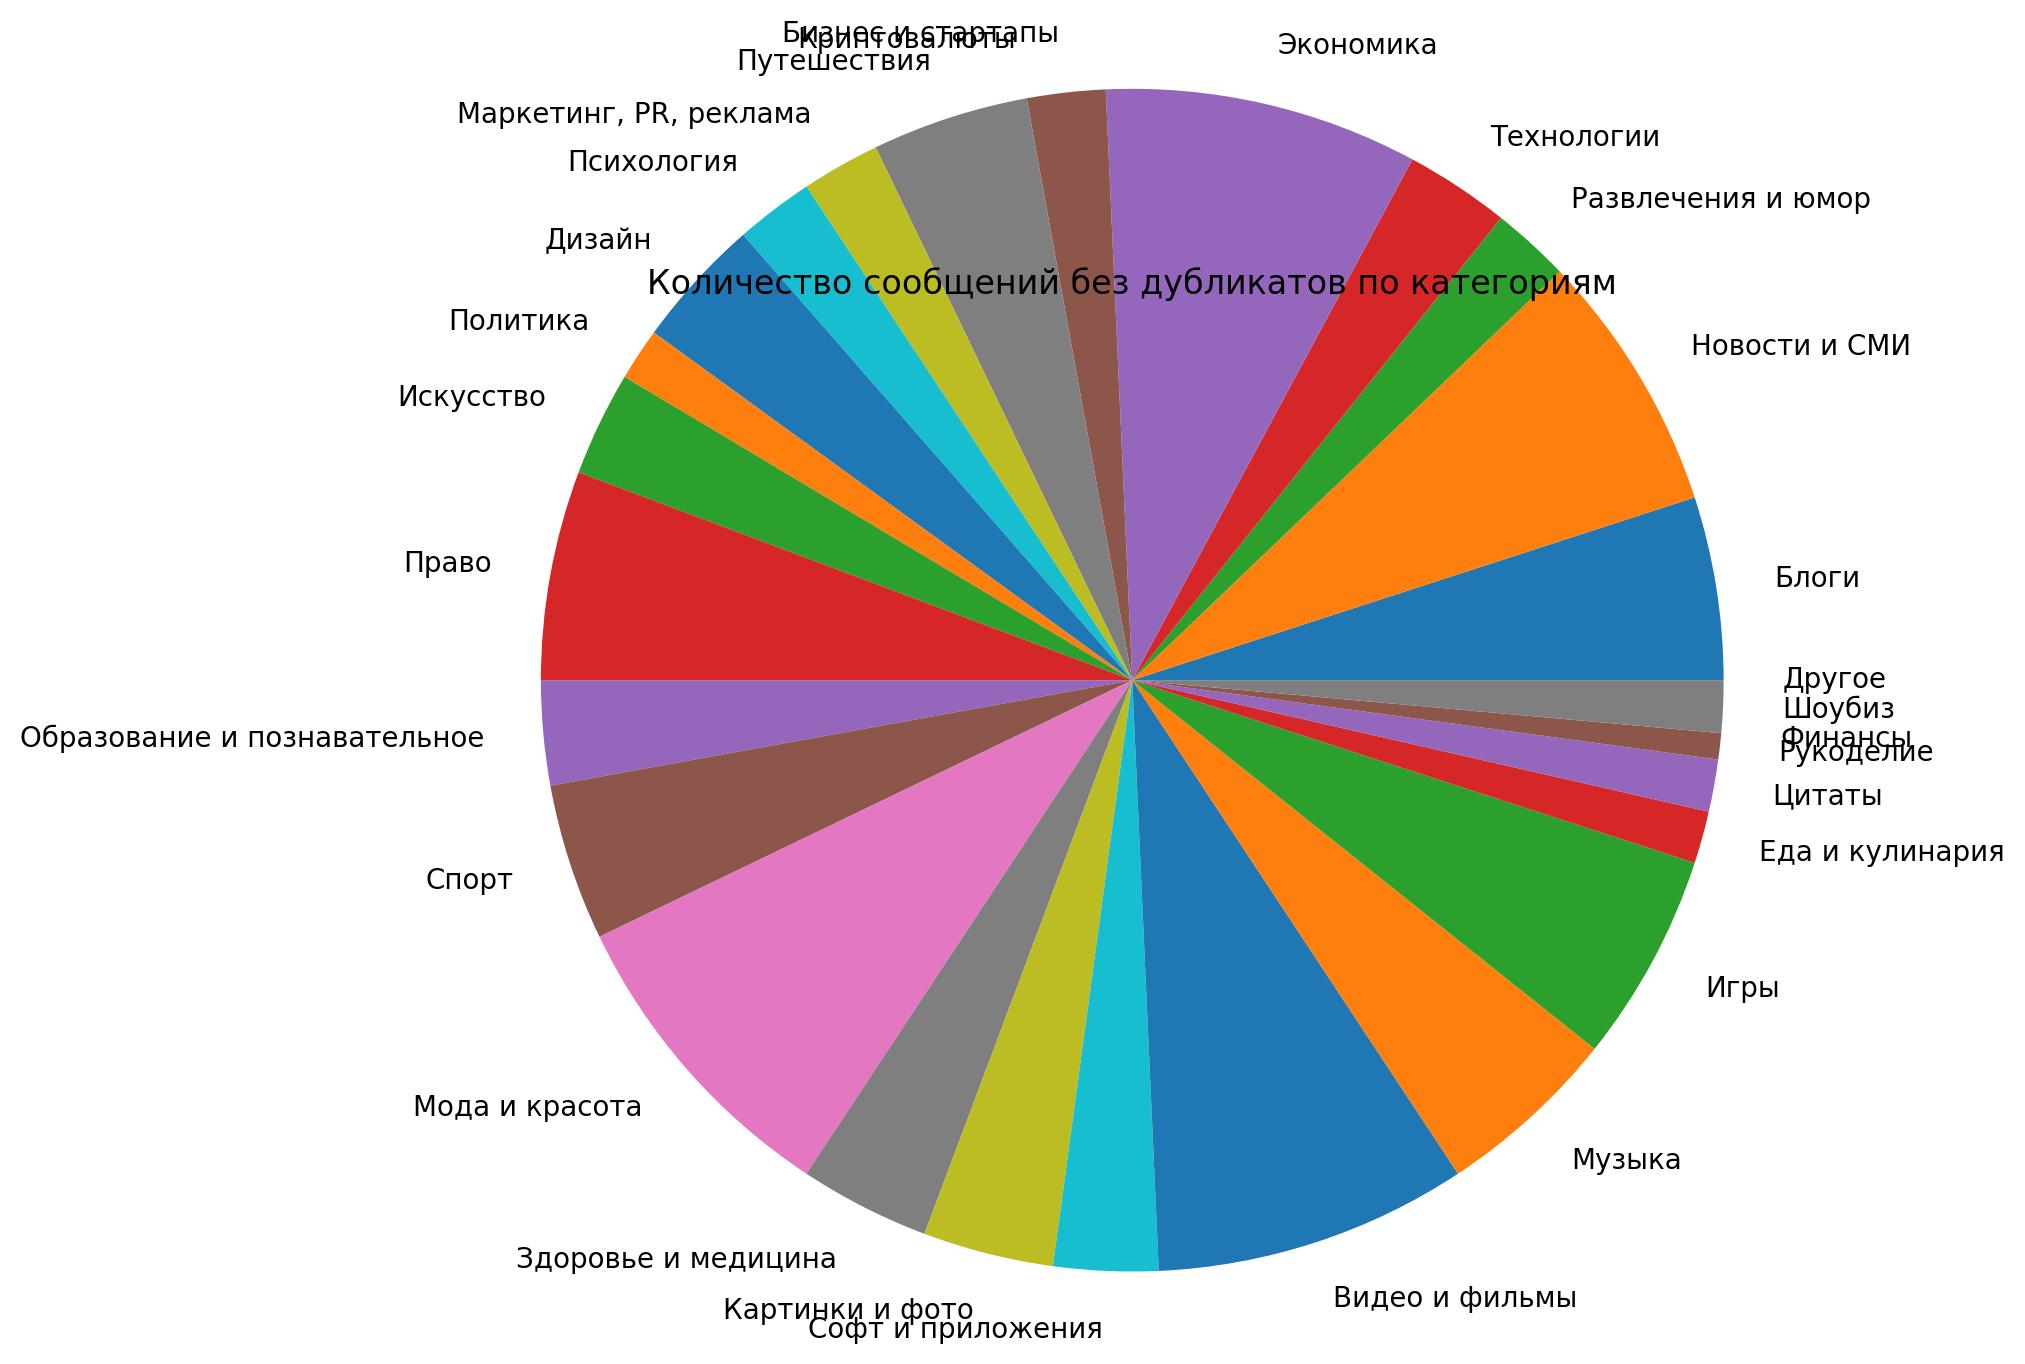 Бизнес и стартапы
Криптовалюты
Экономика
Путешествия
Маркетинг, PR, реклама
Технологии
Психология
Развлечения и юмор
Дизайн
Количество сообщений без дубликатов по категориям
Политика
Новости и СМИ
Искусство
Право
Блоги
Другое
Шоубиз
Финансы
Образование и познавательное
Рукоделие
Цитаты
Еда и кулинария
Спорт
Игры
Мода и красота
Музыка
Здоровье и медицина
Видео и фильмы
Картинки и фото
Софт и приложения